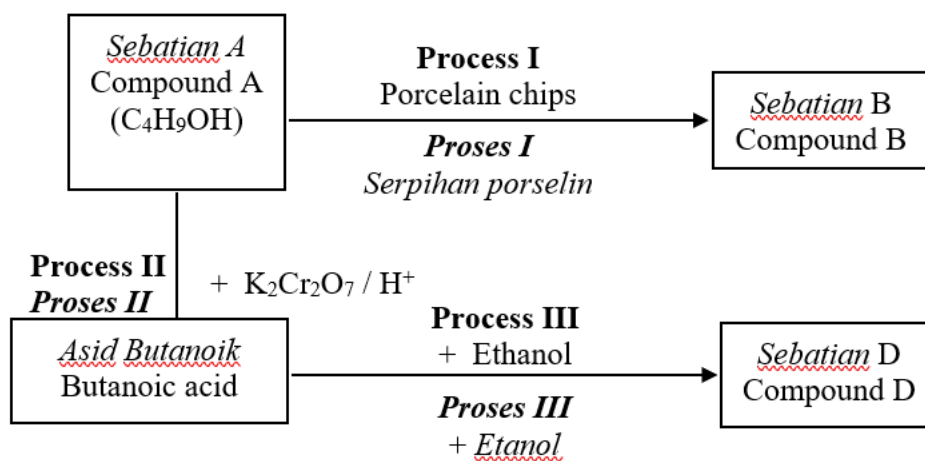 Sebatian A
Compound A
(C₄H₉OH)
Process I
Porcelain chips
Proses I
Serpihan porselin
Sebatian B
Compound B
Process II
Proses II
+ K₂Cr₂O₇ / H⁺
Asid Butanoik
Butanoic acid
Process III
+ Ethanol
Proses III
+ Etanol
Sebatian D
Compound D